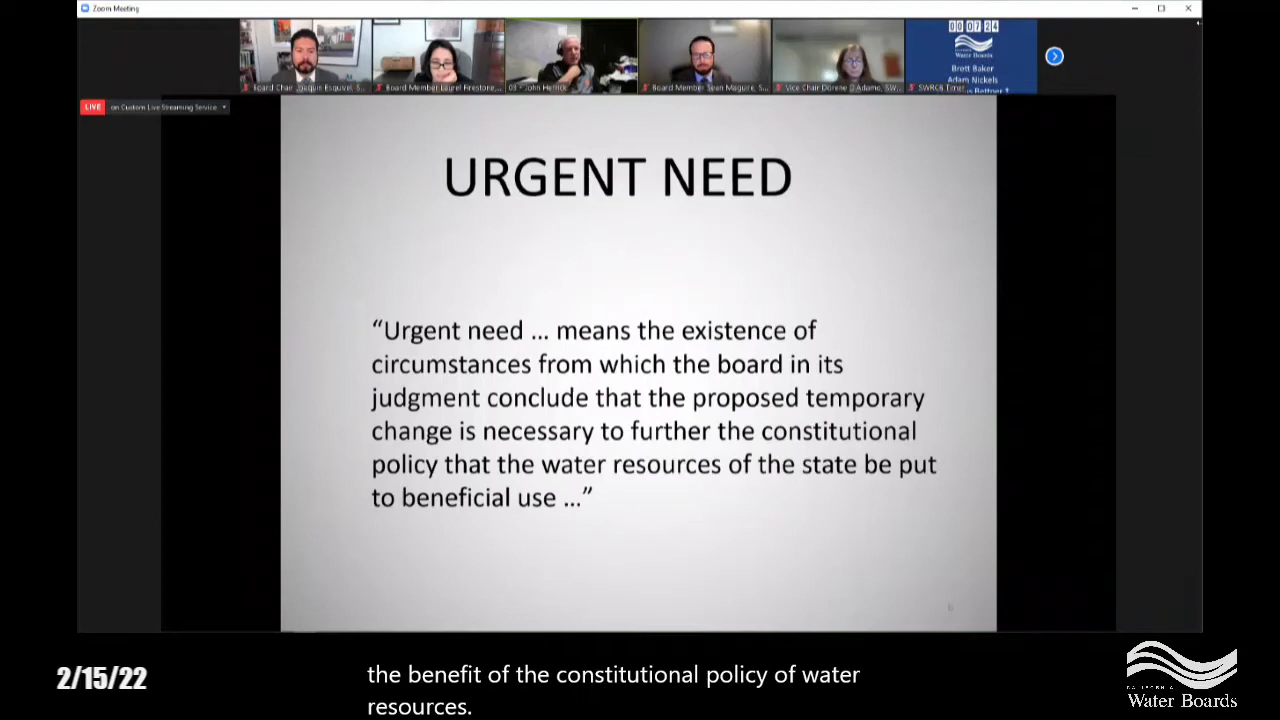 Zoom Meeting
00 07 24
Water Boards
Brett Baker
Adam Nickels
Board Chair Joaquin Esquivel, S...
Board Member Laurel Firestone,...
03 - John Herrick
Board Member Sean Maguire, S...
Vice Chair Dorene D'Adamo, SW...
SWRCB Timer
LIVE
on Custom Live Streaming Service
URGENT NEED
“Urgent need … means the existence of
circumstances from which the board in its
judgment conclude that the proposed temporary
change is necessary to further the constitutional
policy that the water resources of the state be put
to beneficial use …”
2/15/22
the benefit of the constitutional policy of water
resources.
CALIFORNIA
Water Boards